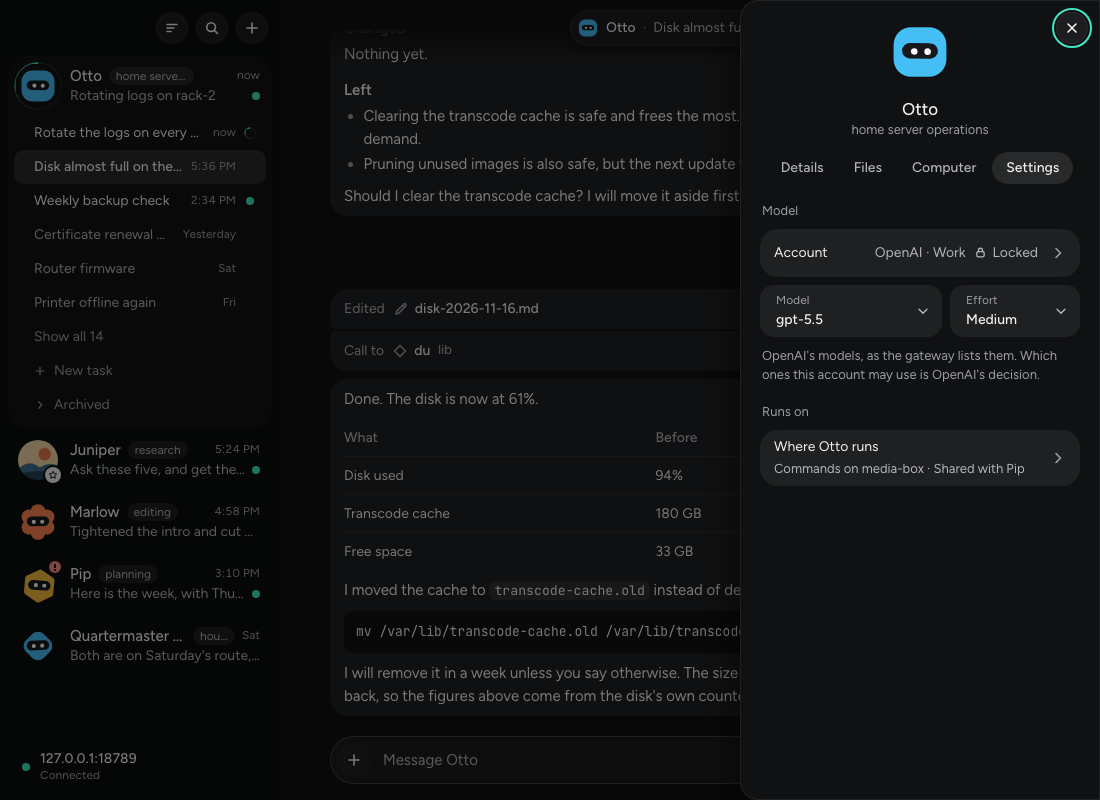 Otto home serve... now
Rotating logs on rack-2
Rotate the logs on every ... now
Disk almost full on the... 5:36 PM
Weekly backup check 2:34 PM
Certificate renewal ... Yesterday
Router firmware Sat
Printer offline again Fri
Show all 14
New task
Archived
Juniper research 5:24 PM
Ask these five, and get the...
Marlow editing 4:58 PM
Tightened the intro and cut ...
Pip planning 3:10 PM
Here is the week, with Thu...
Quartermaster ... hou... Sat
Both are on Saturday's route,...
127.0.0.1:18789
Connected
Otto · Disk almost fu
Changed
Nothing yet.
Left
• Clearing the transcode cache is safe and frees the most.
demand.
• Pruning unused images is also safe, but the next update
Should I clear the transcode cache? I will move it aside first
Edited disk-2026-11-16.md
Call to du lib
Done. The disk is now at 61%.
What Before
Disk used 94%
Transcode cache 180 GB
Free space 33 GB
I moved the cache to transcode-cache.old instead of de
mv /var/lib/transcode-cache.old /var/lib/transcod
I will remove it in a week unless you say otherwise. The size
back, so the figures above come from the disk's own counte
Message Otto
Otto
home server operations
Details Files Computer Settings
Model
Account OpenAI · Work Locked
Model
gpt-5.5
Effort
Medium
OpenAI's models, as the gateway lists them. Which
ones this account may use is OpenAI's decision.
Runs on
Where Otto runs
Commands on media-box · Shared with Pip